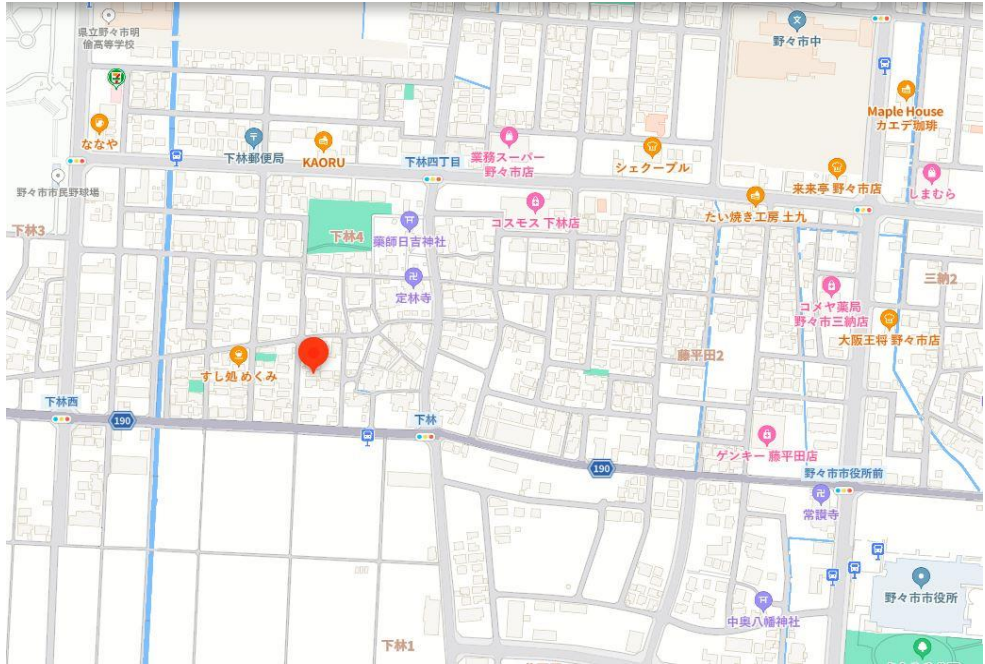 県立野々市明
倫高等学校
野々市中
Maple House
カエデ珈琲
ななや
下林郵便局
KAORU
下林四丁目
業務スーパー
野々市店
シェクーブル
来来亭 野々市店
しまむら
野々市市民野球場
たい焼き工房 土九
コスモス 下林店
下林3
下林4
薬師日吉神社
定林寺
三納2
コメヤ薬局
野々市三納店
大阪王将 野々市店
藤平田2
すし処 めくみ
下林西
190
下林
ゲンキー 藤平田店
190
野々市市役所前
常讃寺
野々市市役所
中奥八幡神社
下林1